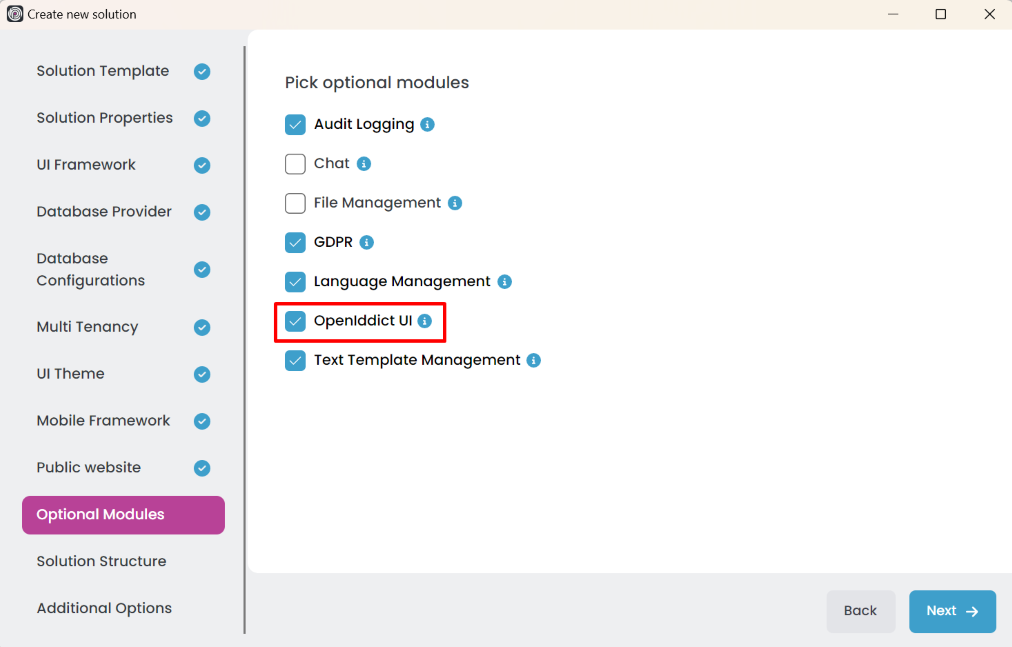 Create new solution
Solution Template
Solution Properties
UI Framework
Database Provider
Database
Configurations
Multi Tenancy
UI Theme
Mobile Framework
Public website
Optional Modules
Solution Structure
Additional Options
Pick optional modules
Audit Logging
Chat
File Management
GDPR
Language Management
OpenIddict UI
Text Template Management
Back
Next